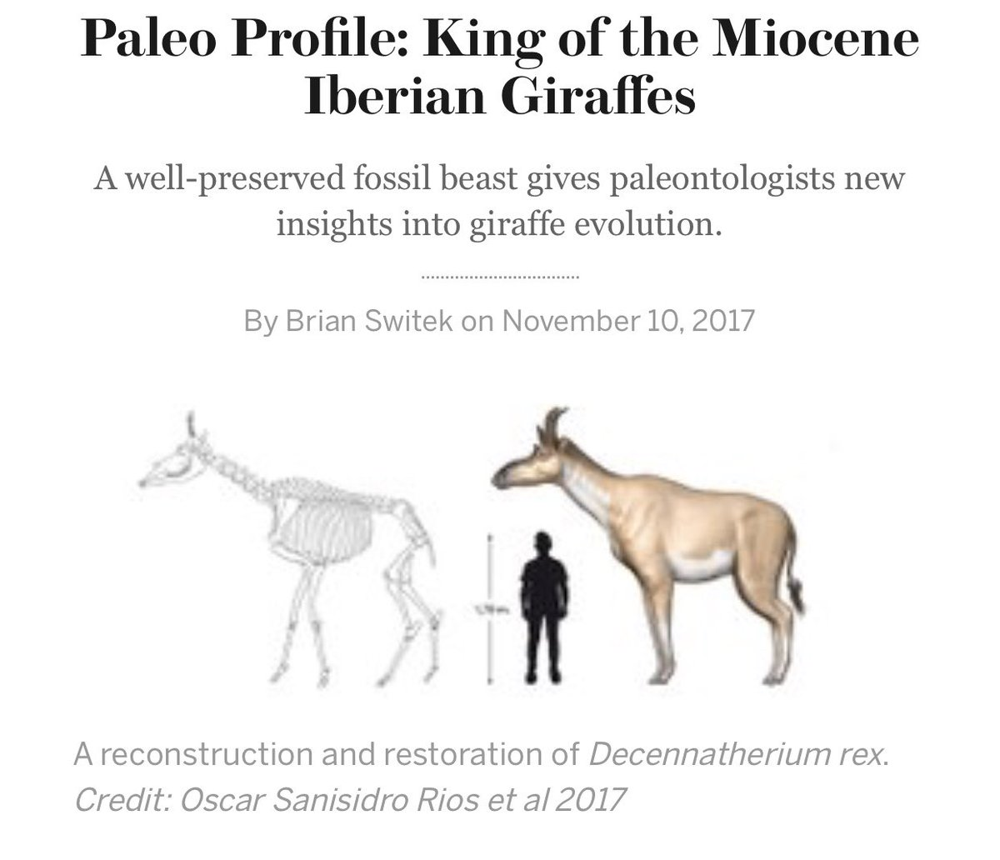 Paleo Profile: King of the Miocene
Iberian Giraffes
A well-preserved fossil beast gives paleontologists new
insights into giraffe evolution.
By Brian Switek on November 10, 2017
A reconstruction and restoration of Decennatherium rex.
Credit: Oscar Sanisidro Rios et al 2017